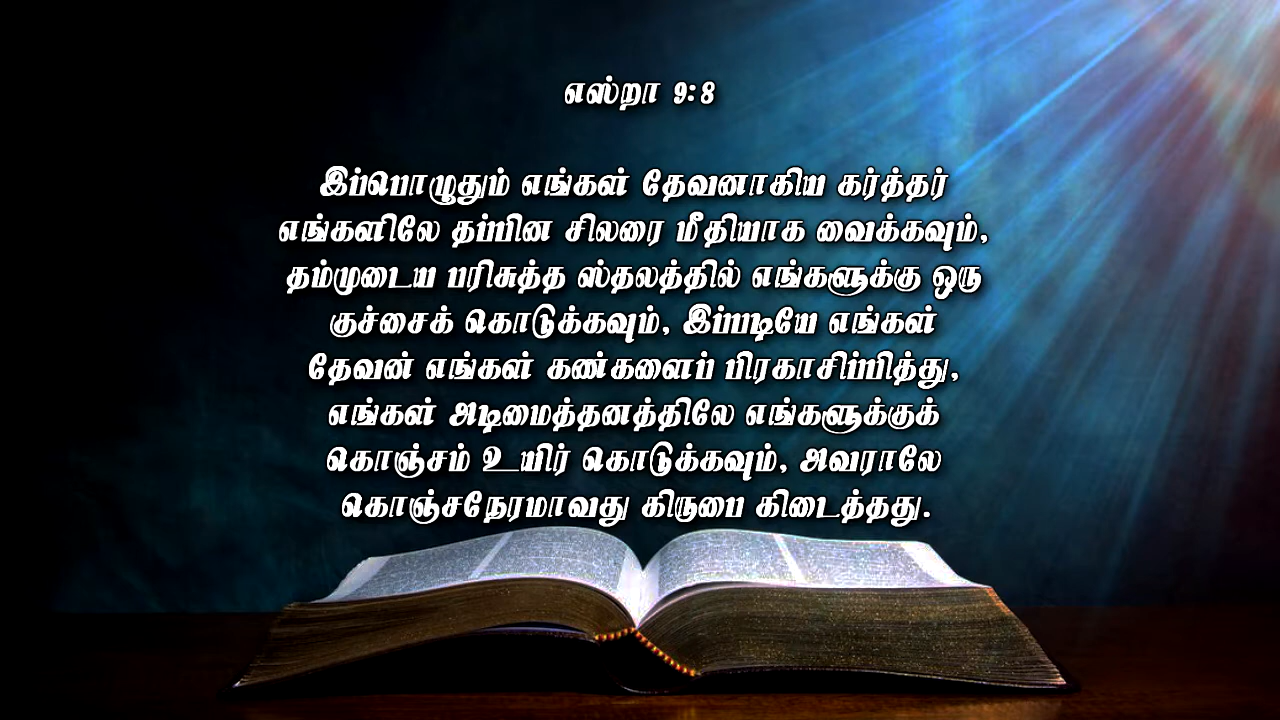 எஸ்றா 9:8
இப்பொழுதும் எங்கள் தேவனாகிய கர்த்தர்
எங்களிலே தப்பின சிலரை மீதியாக வைக்கவும்,
தம்முடைய பரிசுத்த ஸ்தலத்தில் எங்களுக்கு ஒரு
குச்சைக் கொடுக்கவும், இப்படியே எங்கள்
தேவன் எங்கள் கண்களைப் பிரகாசிப்பித்து,
எங்கள் அடிமைத்தனத்திலே எங்களுக்குக்
கொஞ்சம் உயிர் கொடுக்கவும், அவராலே
கொஞ்சநேரமாவது கிருபை கிடைத்தது.